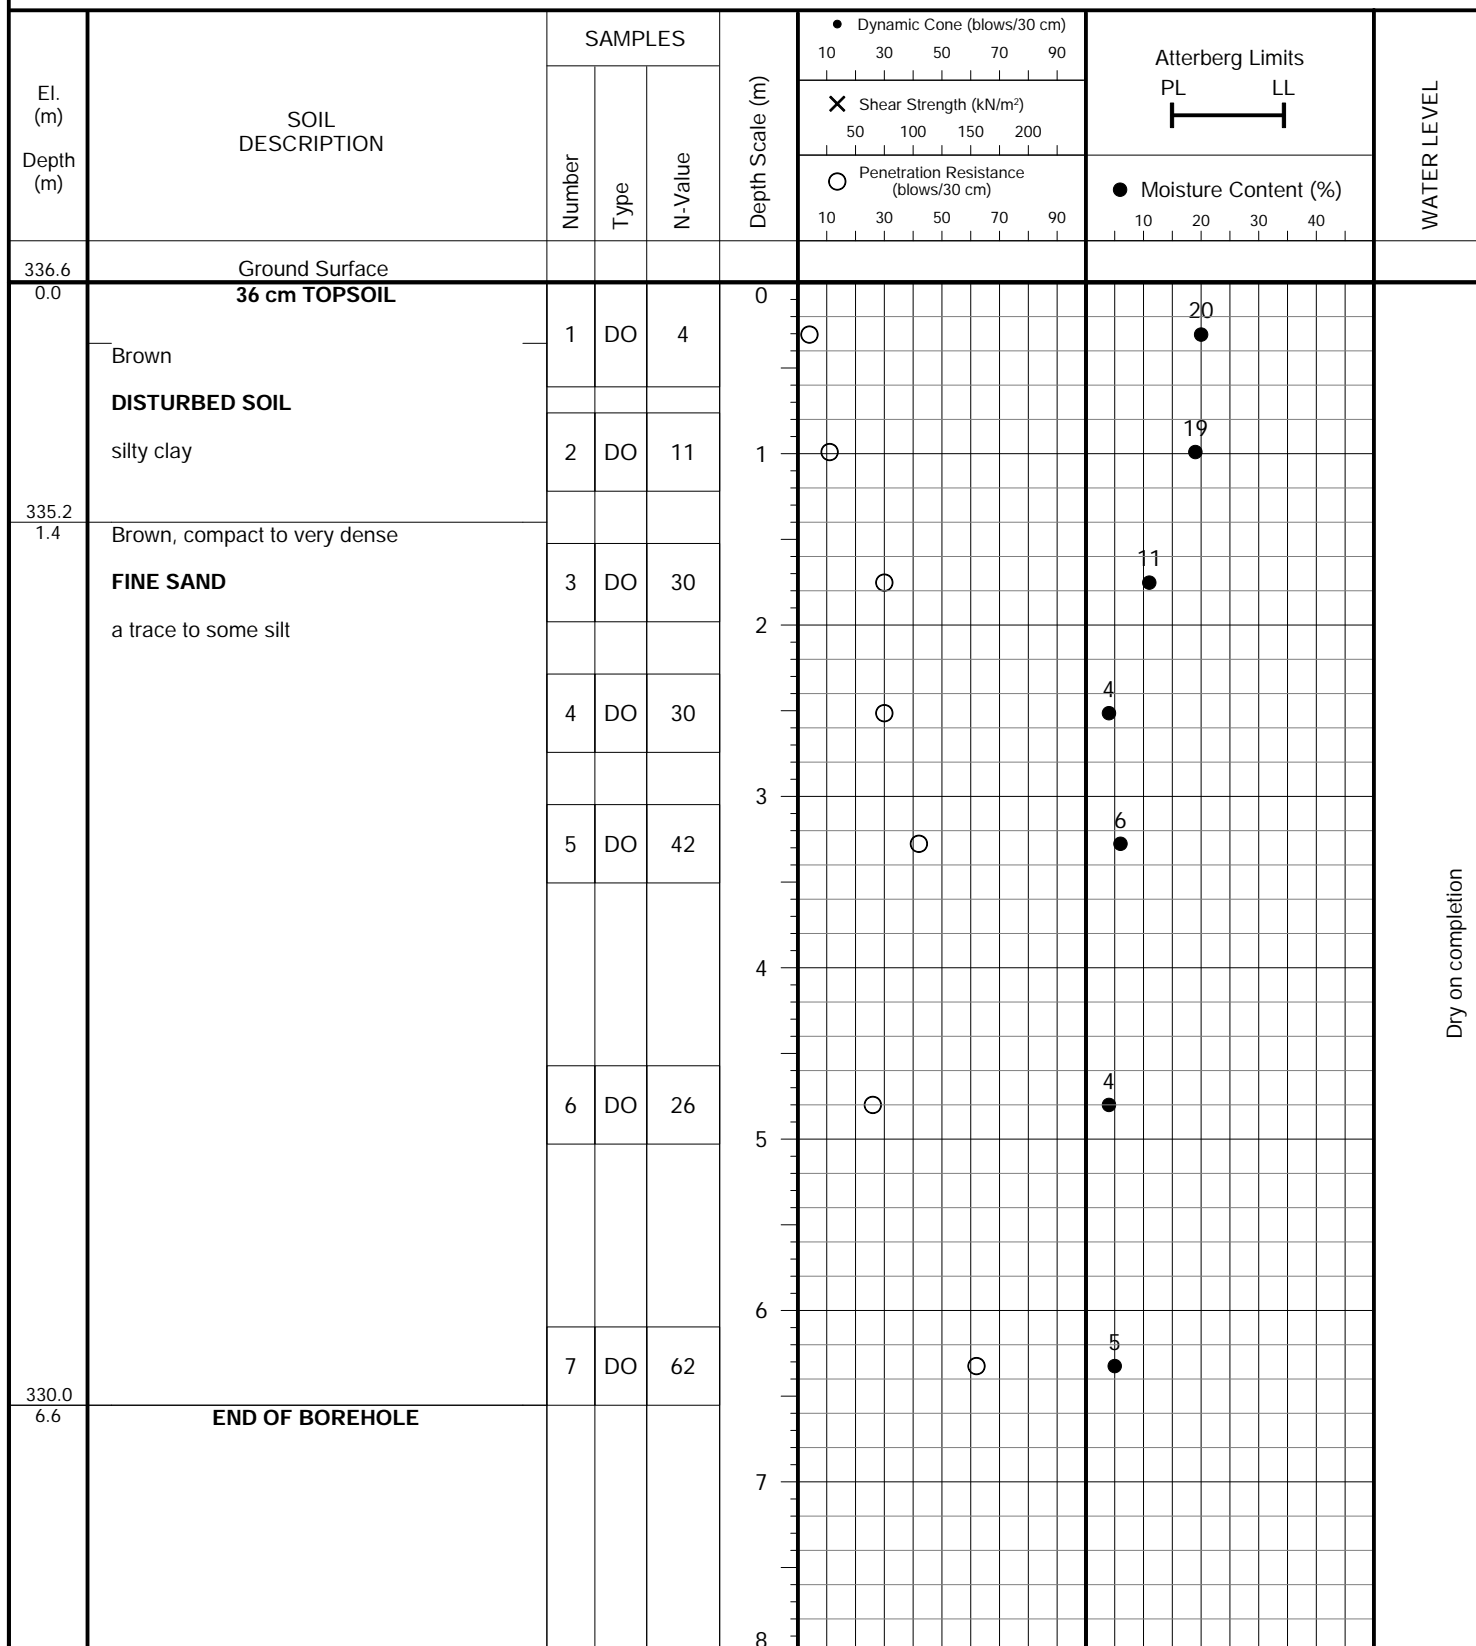 El.
(m)
Depth
(m)
SOIL
DESCRIPTION
SAMPLES
Number
Type
N-Value
Depth Scale (m)
Dynamic Cone (blows/30 cm)
10 30 50 70 90
Shear Strength (kN/m²)
50 100 150 200
Penetration Resistance
(blows/30 cm)
10 30 50 70 90
Atterberg Limits
PL LL
Moisture Content (%)
10 20 30 40
WATER LEVEL
336.6 Ground Surface
0.0 36 cm TOPSOIL 0
20
1 DO 4
Brown
DISTURBED SOIL
19
silty clay 2 DO 11 1
335.2
1.4 Brown, compact to very dense
11
FINE SAND 3 DO 30
a trace to some silt 2
4
4 DO 30
3
6
5 DO 42
Dry on completion
4
4
6 DO 26
5
6
5
7 DO 62
330.0
6.6 END OF BOREHOLE
7
8